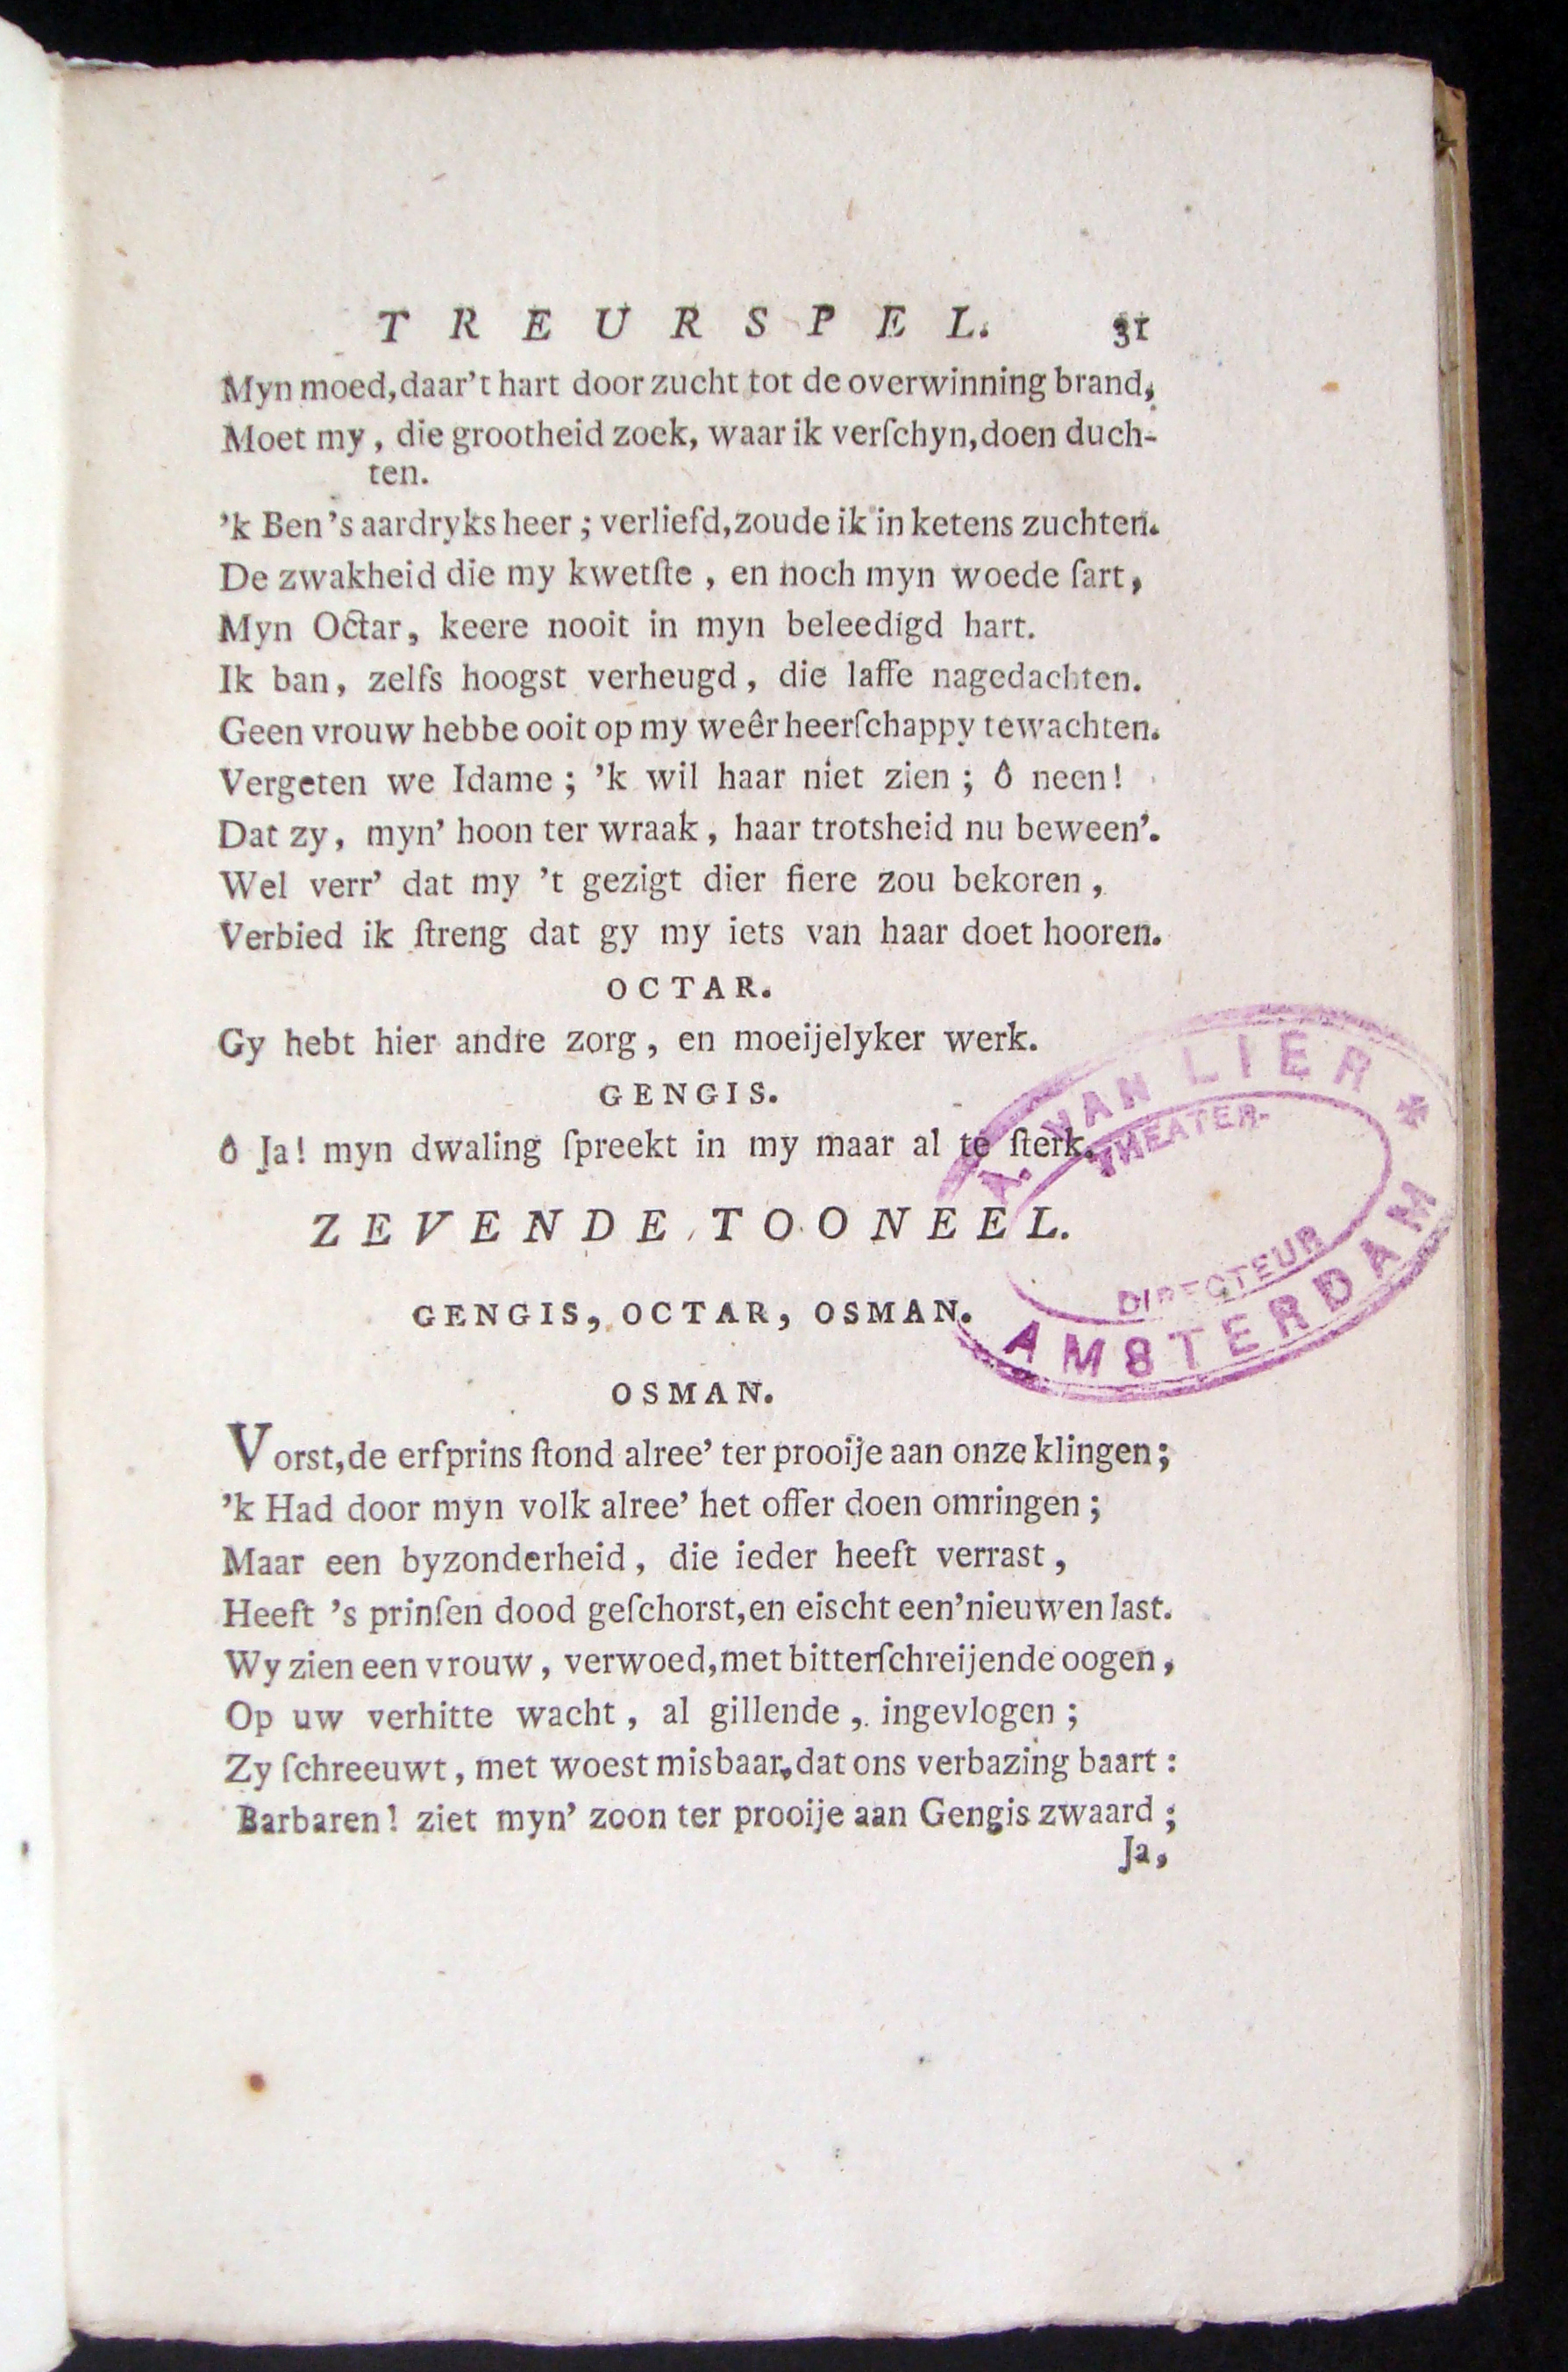 TREURSPEL. 31
Myn moed, daar't hart door zucht tot de overwinning brand,
Moet my, die grootheid zoek, waar ik verſchyn, doen duch-
ten.
'k Ben 's aardryks heer; verliefd, zoude ik in ketens zuchten.
De zwakheid die my kwetſte, en noch myn woede ſart,
Myn Octar, keere nooit in myn beleedigd hart.
Ik ban, zelfs hoogst verheugd, die laffe nagedachten.
Geen vrouw hebbe ooit op my weêr heerſchappy te wachten.
Vergeten we Idame; 'k wil haar niet zien; ô neen!
Dat zy, myn' hoon ter wraak, haar trotsheid nu beween'.
Wel verr' dat my 't gezigt dier fiere zou bekoren,
Verbied ik ſtreng dat gy my iets van haar doet hooren.
OCTAR.
Gy hebt hier andre zorg, en moeijelyker werk.
GENGIS.
ô Ja! myn dwaling ſpreekt in my maar al te ſterk.
A. VAN LIER *
THEATER-
DIRECTEUR
AMSTERDAM
ZEVENDE TOONEEL.
GENGIS, OCTAR, OSMAN.
OSMAN.
Vorst, de erfprins ſtond alree' ter prooije aan onze klingen;
'k Had door myn volk alree' het offer doen omringen;
Maar een byzonderheid, die ieder heeft verrast,
Heeft 's prinſen dood geſchorst, en eischt een' nieuwen last.
Wy zien een vrouw, verwoed, met bitterſchreijende oogen,
Op uw verhitte wacht, al gillende, ingevlogen;
Zy ſchreeuwt, met woest misbaar, dat ons verbazing baart:
Barbaren! ziet myn' zoon ter prooije aan Gengis zwaard;
Ja,